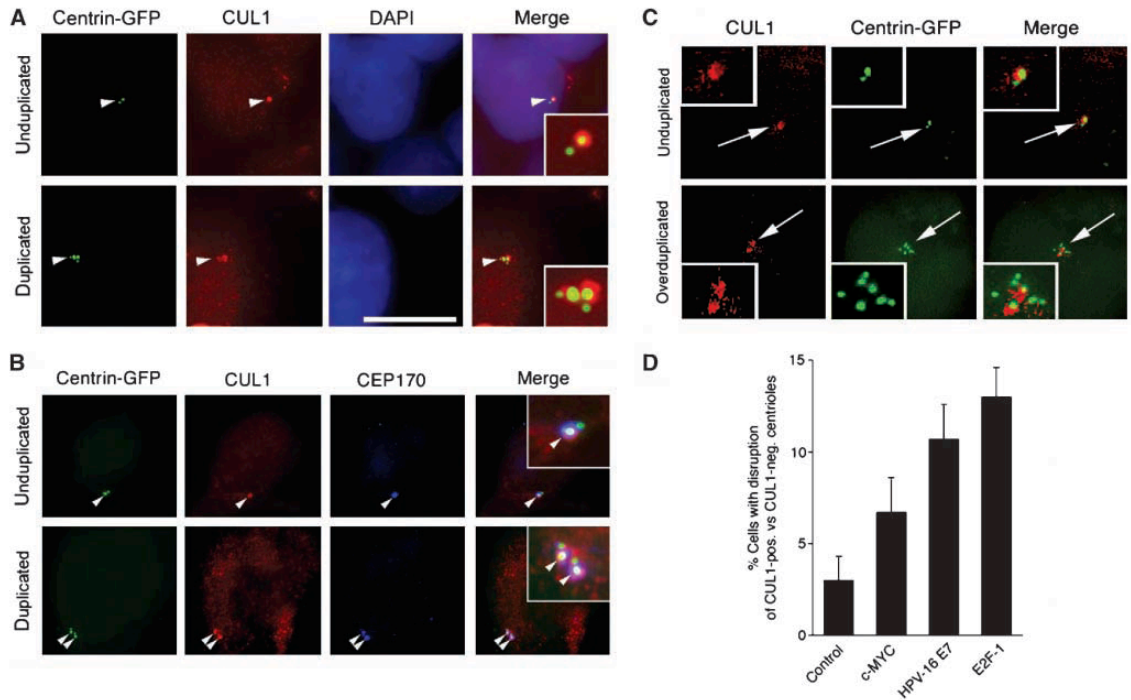 A
Centrin-GFP CUL1 DAPI Merge
Unduplicated
Duplicated
B
Centrin-GFP CUL1 CEP170 Merge
Unduplicated
Duplicated
C
CUL1 Centrin-GFP Merge
Unduplicated
Overduplicated
D
% Cells with disruption
of CUL1-pos. vs CUL1-neg. centrioles
15
10
5
0
Control c-MYC HPV-16 E7 E2F-1